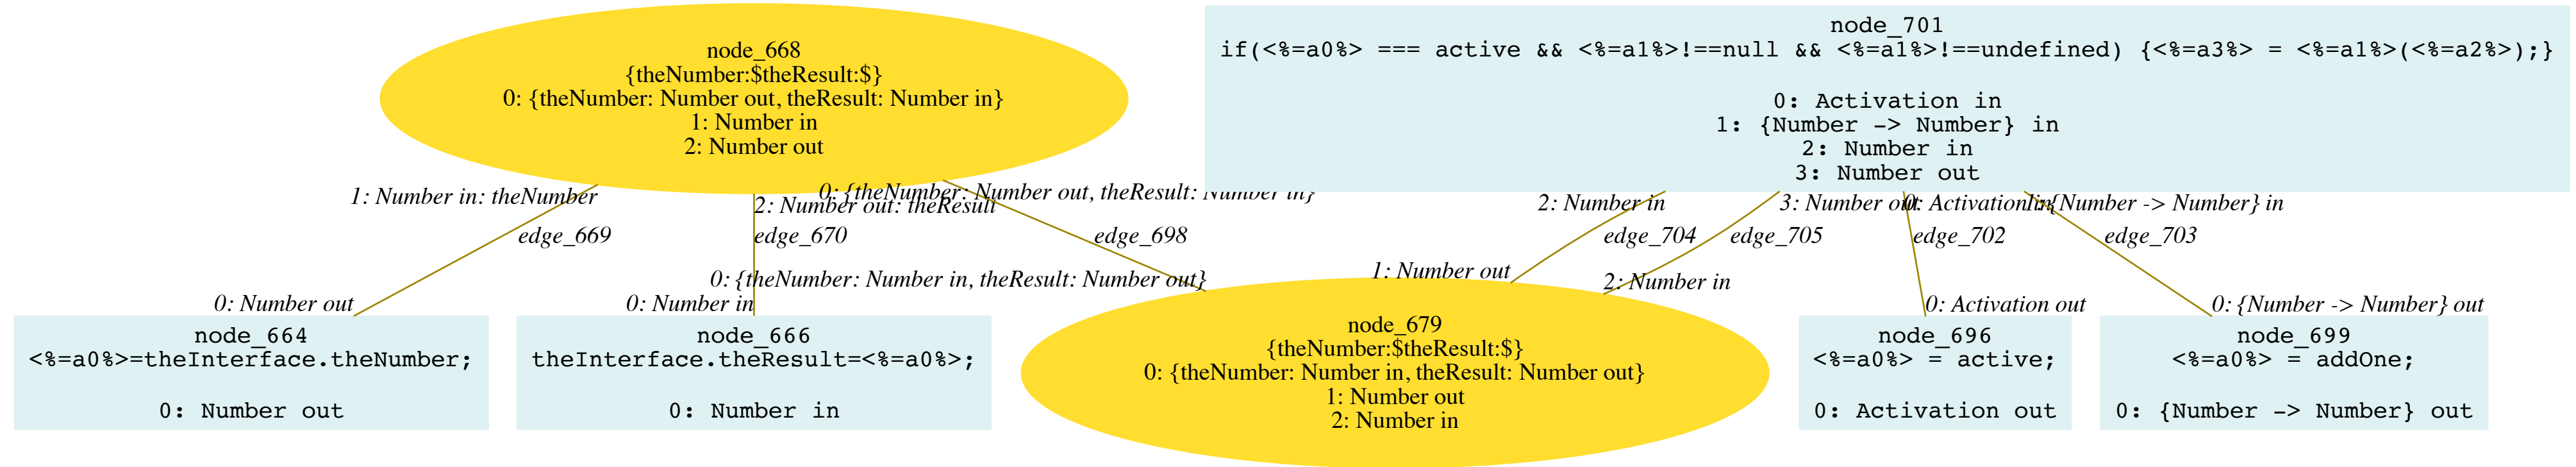 node_668
{theNumber:$theResult:$}
0: {theNumber: Number out, theResult: Number in}
1: Number in
2: Number out
node_701
if(<%=a0%> === active && <%=a1%>!==null && <%=a1%>!==undefined) {<%=a3%> = <%=a1%>(<%=a2%>);}
0: Activation in
1: {Number -> Number} in
2: Number in
3: Number out
1: Number in: theNumber
2: Number out: theResult
0: {theNumber: Number out, theResult: Number in}
2: Number in
3: Number out
0: Activation in
1: {Number -> Number} in
edge_669
edge_670
edge_698
edge_704
edge_705
edge_702
edge_703
0: Number out
0: Number in
0: {theNumber: Number in, theResult: Number out}
1: Number out
2: Number in
0: Activation out
0: {Number -> Number} out
node_664
<%=a0%>=theInterface.theNumber;
0: Number out
node_666
theInterface.theResult=<%=a0%>;
0: Number in
node_679
{theNumber:$theResult:$}
0: {theNumber: Number in, theResult: Number out}
1: Number out
2: Number in
node_696
<%=a0%> = active;
0: Activation out
node_699
<%=a0%> = addOne;
0: {Number -> Number} out